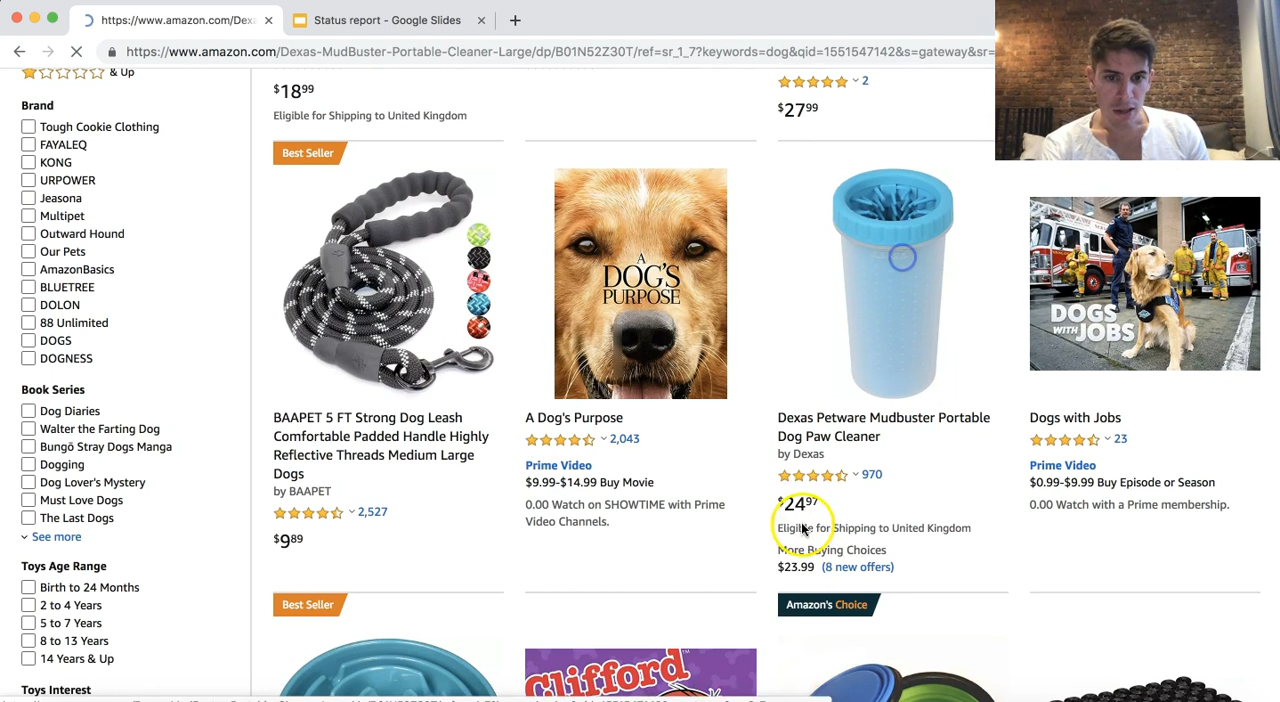 https://www.amazon.com/Dexa
Status report - Google Slides
https://www.amazon.com/Dexas-MudBuster-Portable-Cleaner-Large/dp/B01N52Z30T/ref=sr_1_7?keywords=dog&qid=1551547142&s=gateway&sr=
& Up
Brand
Tough Cookie Clothing
FAYALEQ
KONG
URPOWER
Jeasona
Multipet
Outward Hound
Our Pets
AmazonBasics
BLUETREE
DOLON
88 Unlimited
DOGS
DOGNESS
Book Series
Dog Diaries
Walter the Farting Dog
Bungō Stray Dogs Manga
Dogging
Dog Lover's Mystery
Must Love Dogs
The Last Dogs
See more
Toys Age Range
Birth to 24 Months
2 to 4 Years
5 to 7 Years
8 to 13 Years
14 Years & Up
Toys Interest
$18 99
Eligible for Shipping to United Kingdom
2
$27 99
Best Seller
BAAPET 5 FT Strong Dog Leash
Comfortable Padded Handle Highly
Reflective Threads Medium Large
Dogs
by BAAPET
2,527
$9 89
A
DOG'S
PURPOSE
A Dog's Purpose
2,043
Prime Video
$9.99-$14.99 Buy Movie
0.00 Watch on SHOWTIME with Prime
Video Channels.
Dexas Petware Mudbuster Portable
Dog Paw Cleaner
by Dexas
970
$24 97
Eligible for Shipping to United Kingdom
More Buying Choices
$23.99 (8 new offers)
DOGS
WITH JOBS
Dogs with Jobs
23
Prime Video
$0.99-$9.99 Buy Episode or Season
0.00 Watch with a Prime membership.
Best Seller
Clifford
Amazon's Choice